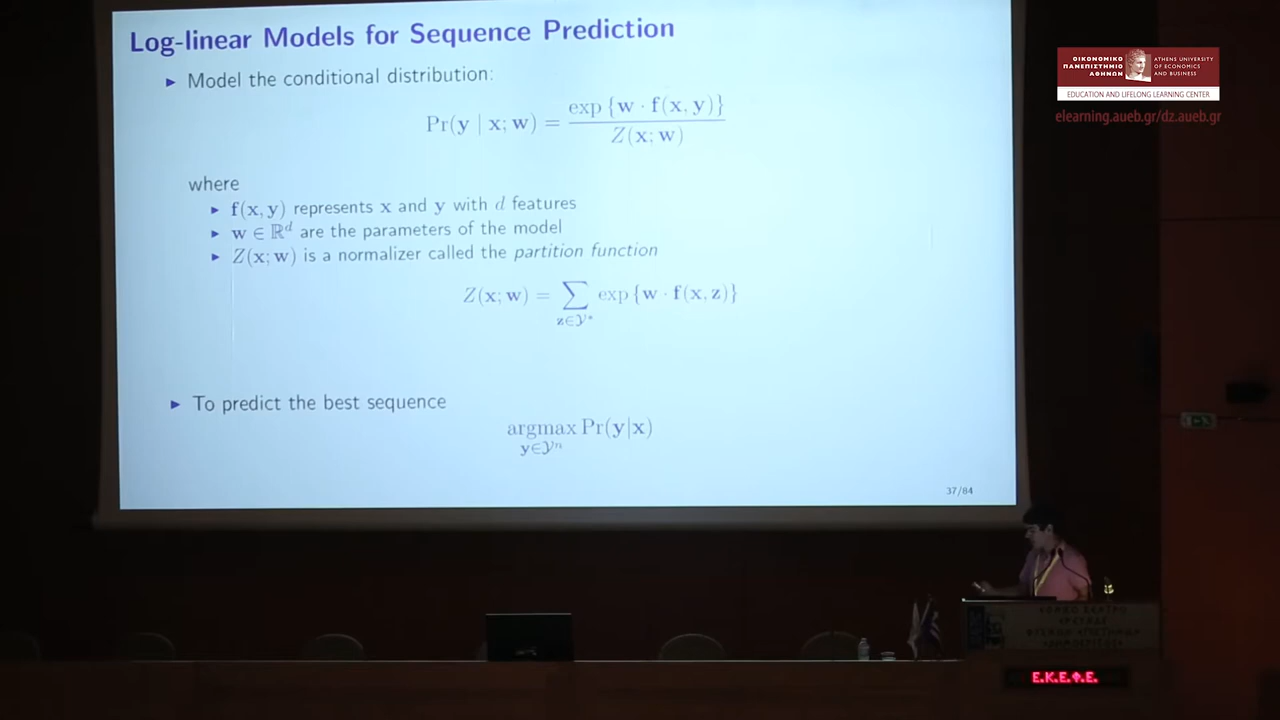 Log-linear Models for Sequence Prediction
▶ Model the conditional distribution:
Pr(y | x; w) = exp {w · f(x, y)} / Z(x; w)
where
▶ f(x, y) represents x and y with d features
▶ w ∈ ℝᵈ are the parameters of the model
▶ Z(x; w) is a normalizer called the partition function
Z(x; w) = ∑ exp {w · f(x, z)}
z∈𝒴*
▶ To predict the best sequence
argmax Pr(y|x)
y∈𝒴ⁿ
37/84
ΟΙΚΟΝΟΜΙΚΟ
ΠΑΝΕΠΙΣΤΗΜΙΟ
ΑΘΗΝΩΝ
ATHENS UNIVERSITY
OF ECONOMICS
AND BUSINESS
EDUCATION AND LIFELONG LEARNING CENTER
elearning.aueb.gr/dz.aueb.gr
Ε.Κ.Ε.Φ.Ε.